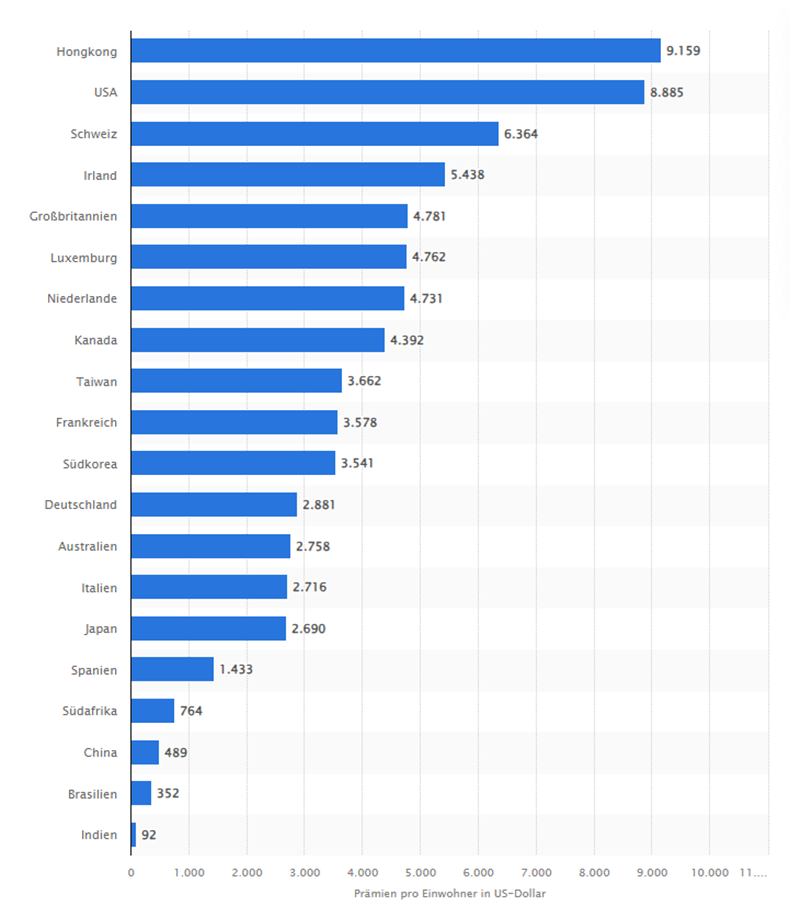 Hongkong 9.159
USA 8.885
Schweiz 6.364
Irland 5.438
Großbritannien 4.781
Luxemburg 4.762
Niederlande 4.731
Kanada 4.392
Taiwan 3.662
Frankreich 3.578
Südkorea 3.541
Deutschland 2.881
Australien 2.758
Italien 2.716
Japan 2.690
Spanien 1.433
Südafrika 764
China 489
Brasilien 352
Indien 92
0 1.000 2.000 3.000 4.000 5.000 6.000 7.000 8.000 9.000 10.000 11....
Prämien pro Einwohner in US-Dollar